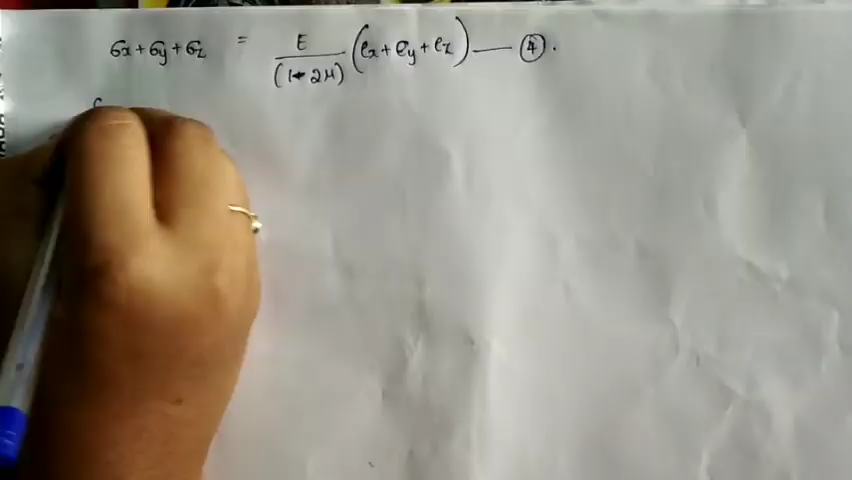 σx + σy + σz = E/(1-2μ) (ex + ey + ez) — ④.